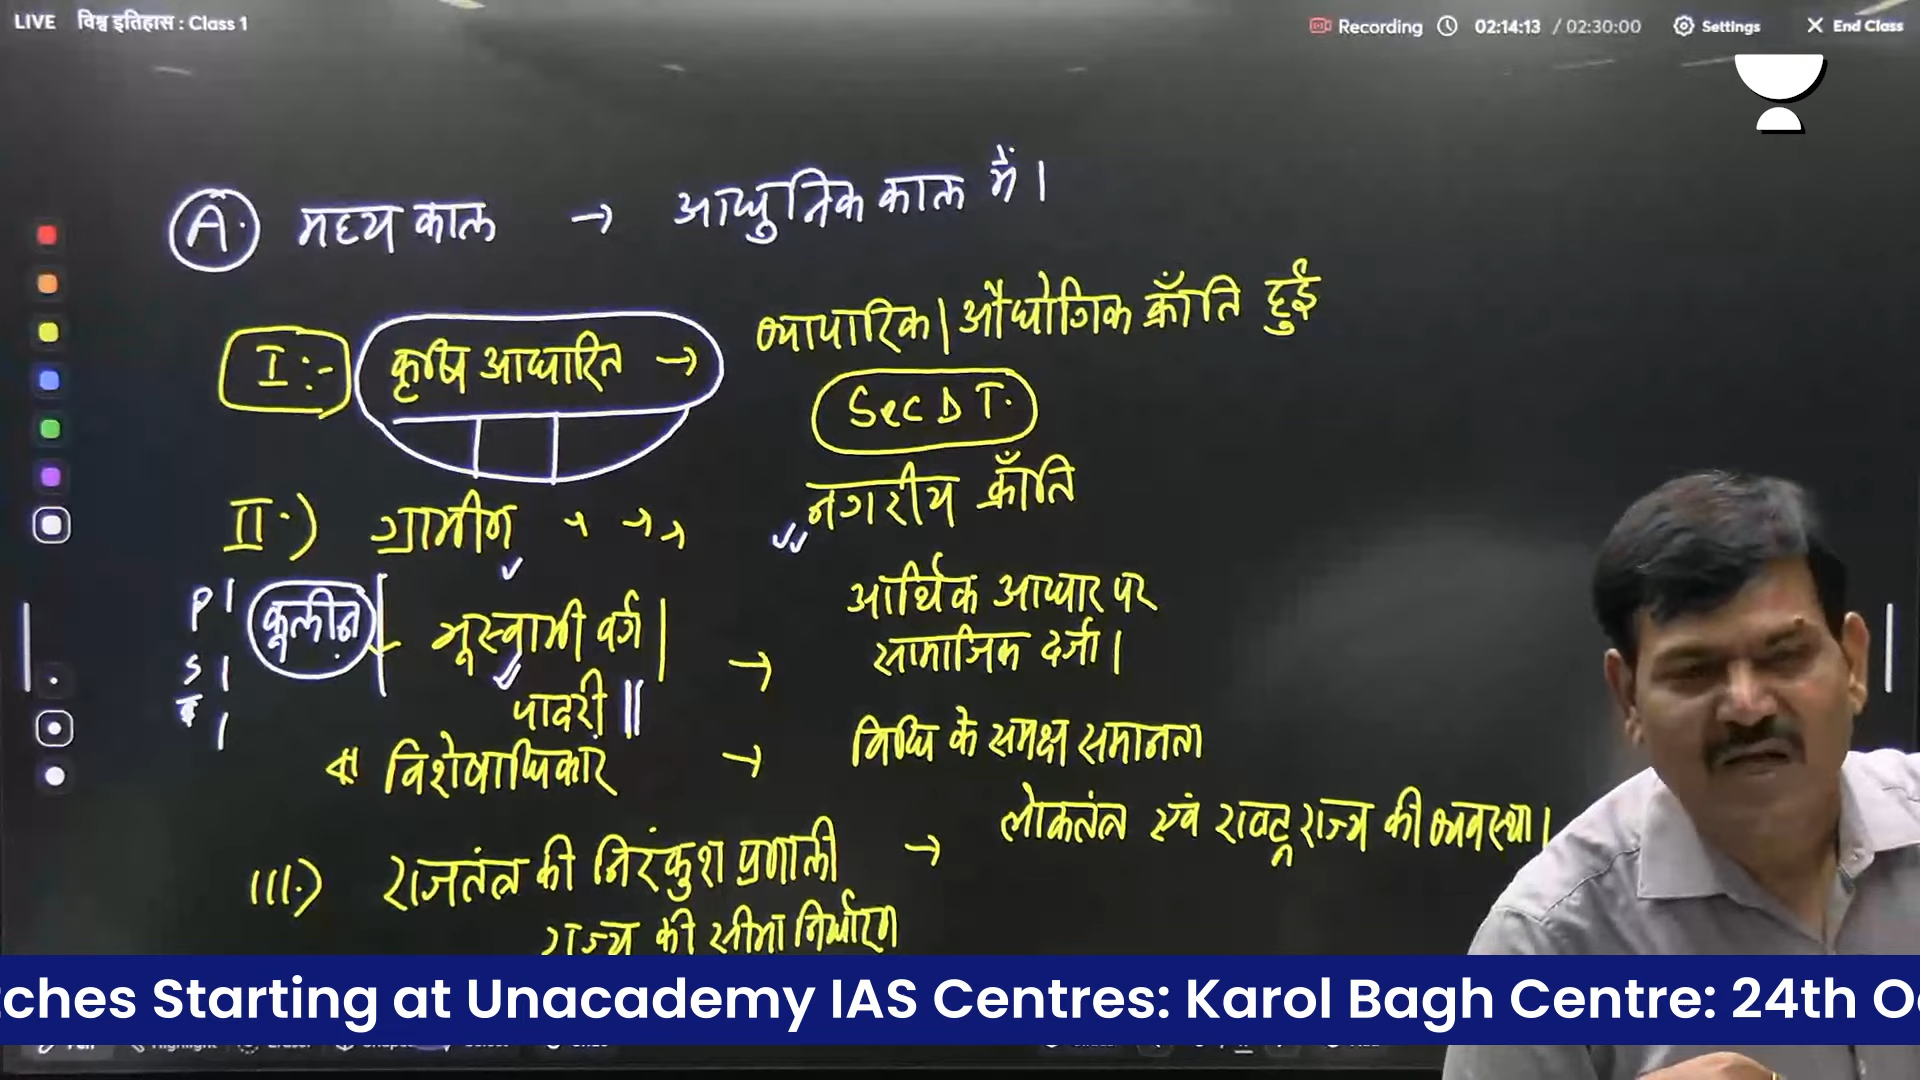 LIVE विश्व इतिहास : Class 1
Recording 02:14:13 / 02:30:00 Settings End Class
A. मध्य काल → आधुनिक काल में।
I :- कृषि आधारित → व्यापारिक | औद्योगिक क्राँति हुई
Sec D T.
II.) ग्रामीण → → → नगरीय क्राँति
P कूलीन भूस्वामी वर्ग | → आर्थिक आधार पर
S सामाजिक दर्जा।
पादरी ||
विशेषाधिकार → विधि के समक्ष समानता
III.) राजतंत्र की निरंकुश प्रणाली → लोकतंत्र एवं राष्ट्र राज्य की व्यवस्था।
राज्य की सीमा निर्धारण
tches Starting at Unacademy IAS Centres: Karol Bagh Centre: 24th O